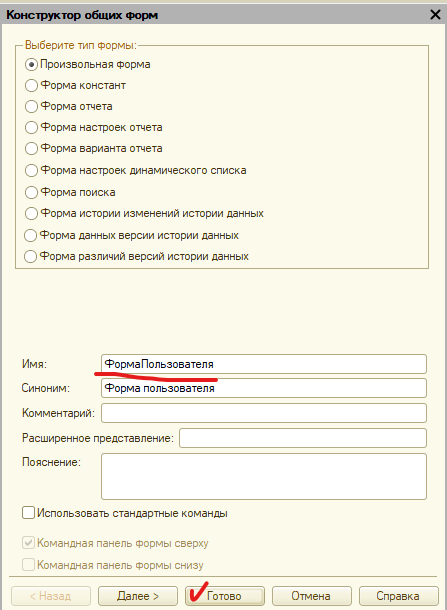 Конструктор общих форм
Выберите тип формы:
Произвольная форма
Форма констант
Форма отчета
Форма настроек отчета
Форма варианта отчета
Форма настроек динамического списка
Форма поиска
Форма истории изменений истории данных
Форма данных версии истории данных
Форма различий версий истории данных
Имя: ФормаПользователя
Синоним: Форма пользователя
Комментарий:
Расширенное представление:
Пояснение:
Использовать стандартные команды
Командная панель формы сверху
Командная панель формы снизу
< Назад Далее > Готово Отмена Справка